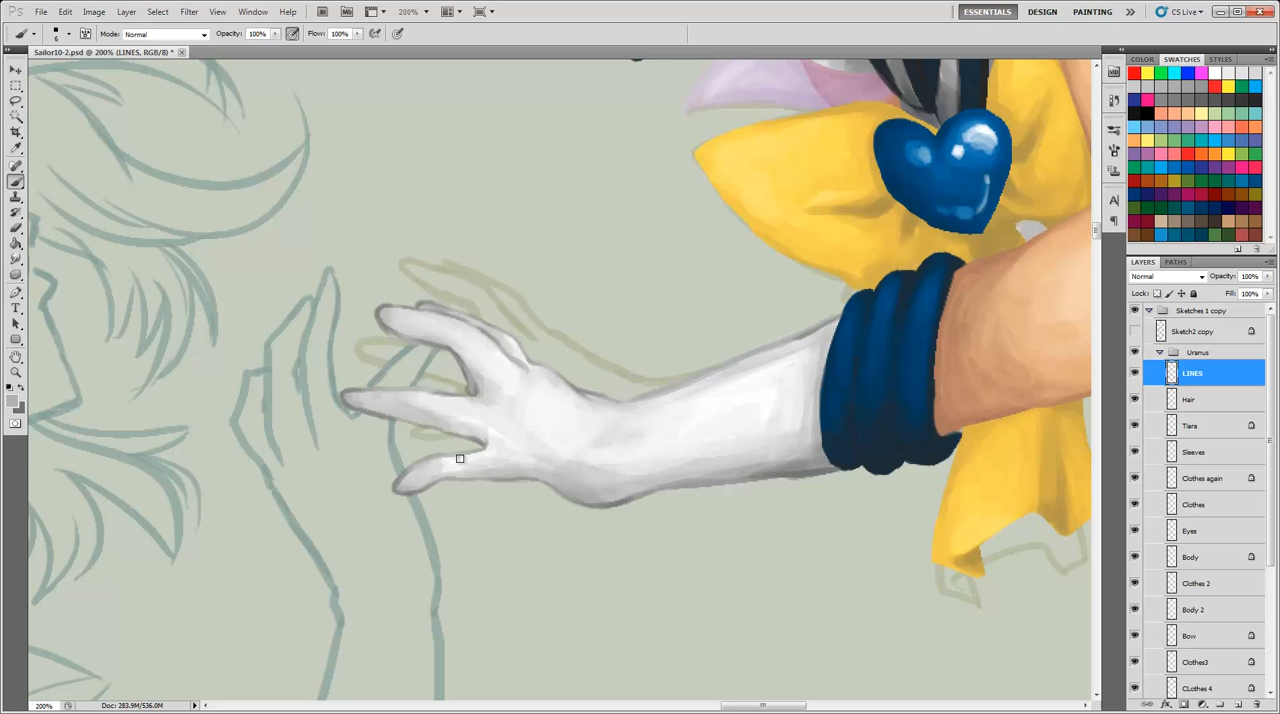 Ps File Edit Image Layer Select Filter View Window Help Br Mb 200% ESSENTIALS DESIGN PAINTING CS Live
6 Mode: Normal Opacity: 100% Flow: 100%
Sailor10-2.psd @ 200% (LINES, RGB/8) *
COLOR SWATCHES STYLES
LAYERS PATHS
Normal Opacity: 100%
Lock: Fill: 100%
Sketches 1 copy
Sketch2 copy
Uranus
LINES
Hair
Tiara
Sleeves
Clothes again
Clothes
Eyes
Body
Clothes 2
Body 2
Bow
Clothes3
CLothes 4
200% Doc: 283.9M/536.0M